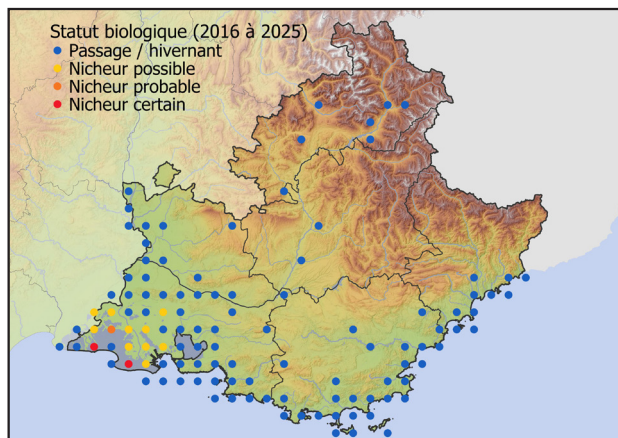 Statut biologique (2016 à 2025)
Passage / hivernant
Nicheur possible
Nicheur probable
Nicheur certain